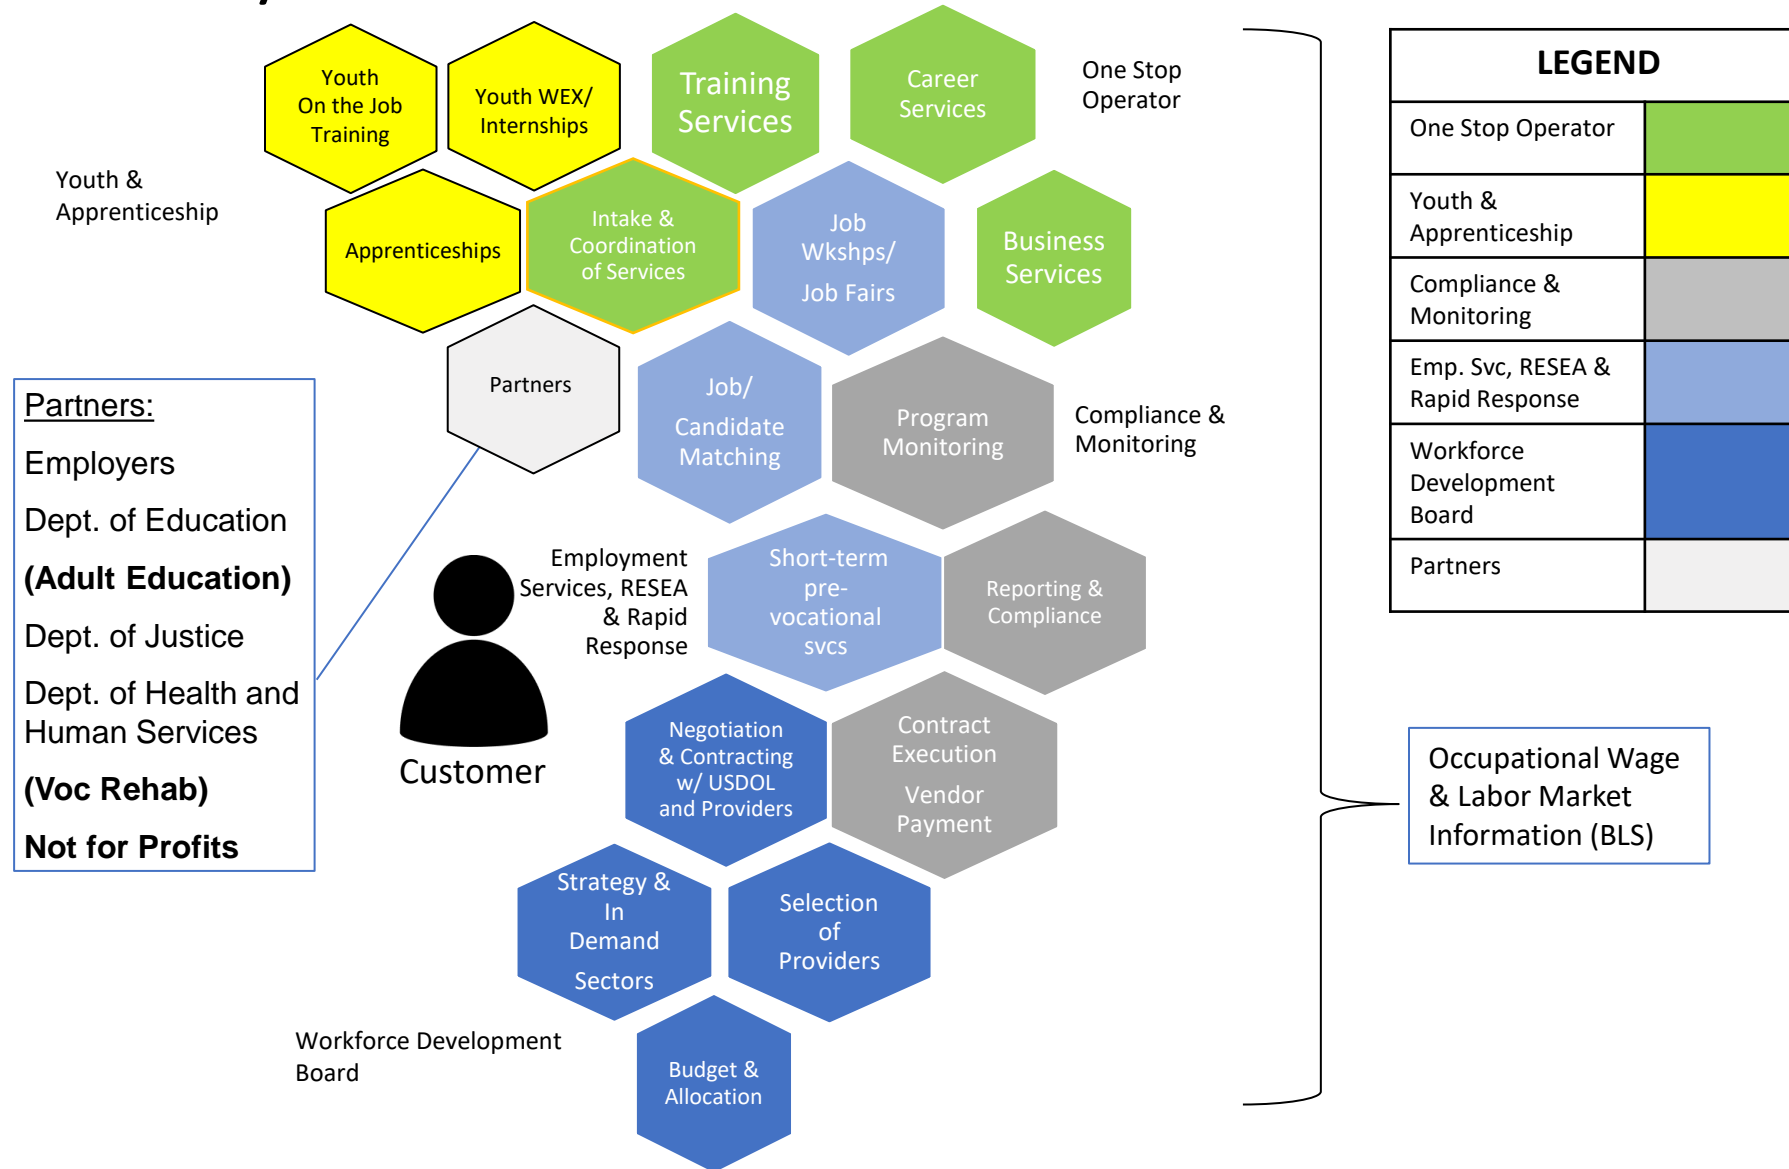 Youth
On the Job
Training
Youth WEX/
Internships
Training
Services
Career
Services
One Stop
Operator
Youth &
Apprenticeship
Apprenticeships
Intake &
Coordination
of Services
Job
Wkshps/
Job Fairs
Business
Services
Partners
Job/
Candidate
Matching
Program
Monitoring
Compliance &
Monitoring
Partners:
Employers
Dept. of Education
(Adult Education)
Dept. of Justice
Dept. of Health and
Human Services
(Voc Rehab)
Not for Profits
Customer
Employment
Services, RESEA
& Rapid
Response
Short-term
pre-
vocational
svcs
Reporting &
Compliance
Negotiation
& Contracting
w/ USDOL
and Providers
Contract
Execution
Vendor
Payment
Strategy &
In
Demand
Sectors
Selection
of
Providers
Workforce Development
Board
Budget &
Allocation
LEGEND
One Stop Operator
Youth &
Apprenticeship
Compliance &
Monitoring
Emp. Svc, RESEA &
Rapid Response
Workforce
Development
Board
Partners
Occupational Wage
& Labor Market
Information (BLS)